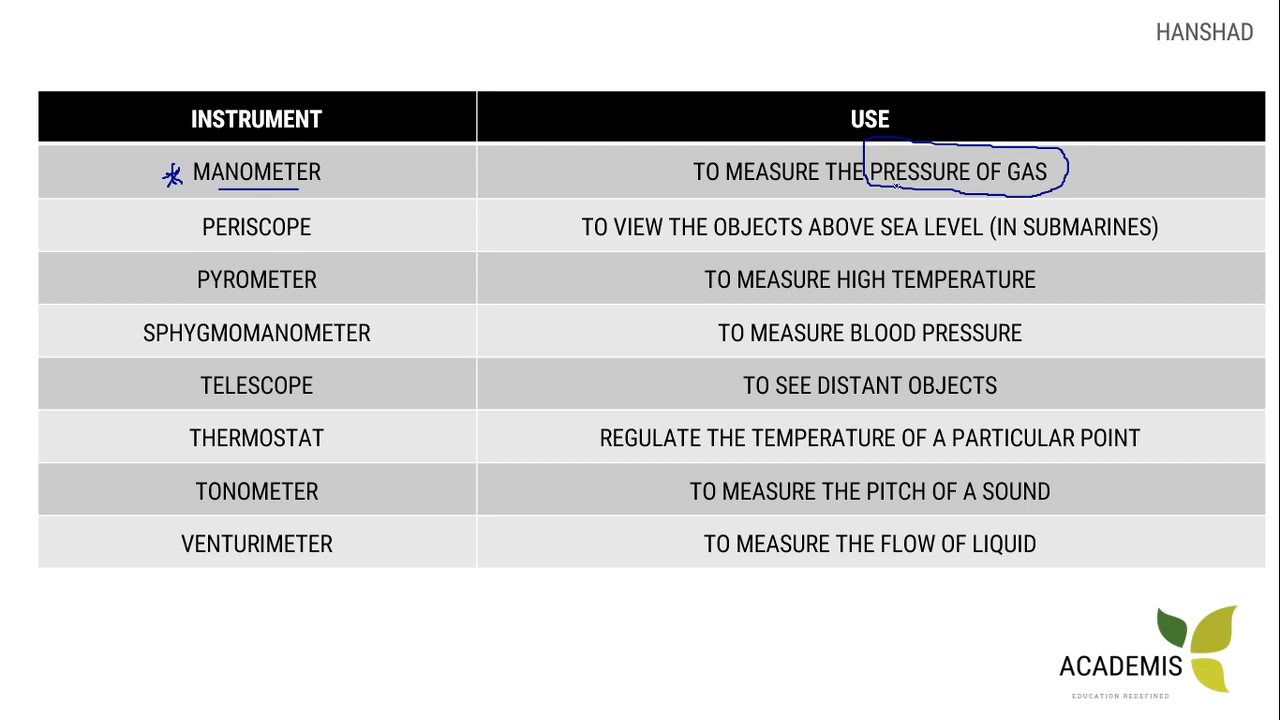 HANSHAD
INSTRUMENT USE
MANOMETER TO MEASURE THE PRESSURE OF GAS
PERISCOPE TO VIEW THE OBJECTS ABOVE SEA LEVEL (IN SUBMARINES)
PYROMETER TO MEASURE HIGH TEMPERATURE
SPHYGMOMANOMETER TO MEASURE BLOOD PRESSURE
TELESCOPE TO SEE DISTANT OBJECTS
THERMOSTAT REGULATE THE TEMPERATURE OF A PARTICULAR POINT
TONOMETER TO MEASURE THE PITCH OF A SOUND
VENTURIMETER TO MEASURE THE FLOW OF LIQUID
ACADEMIS
EDUCATION REDEFINED